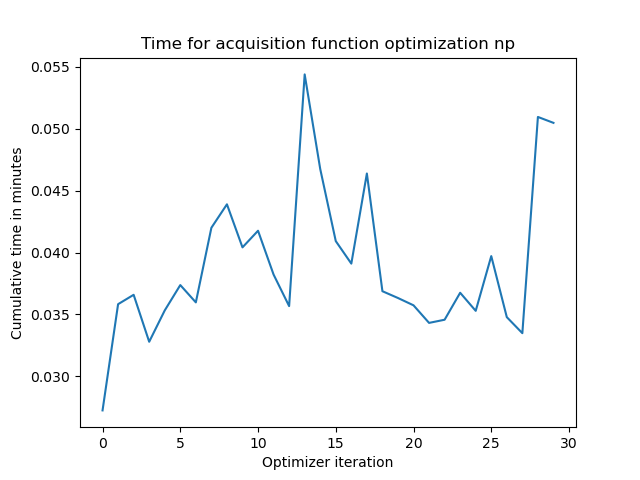 Time for acquisition function optimization np
Cumulative time in minutes
0.055
0.050
0.045
0.040
0.035
0.030
0 5 10 15 20 25 30
Optimizer iteration